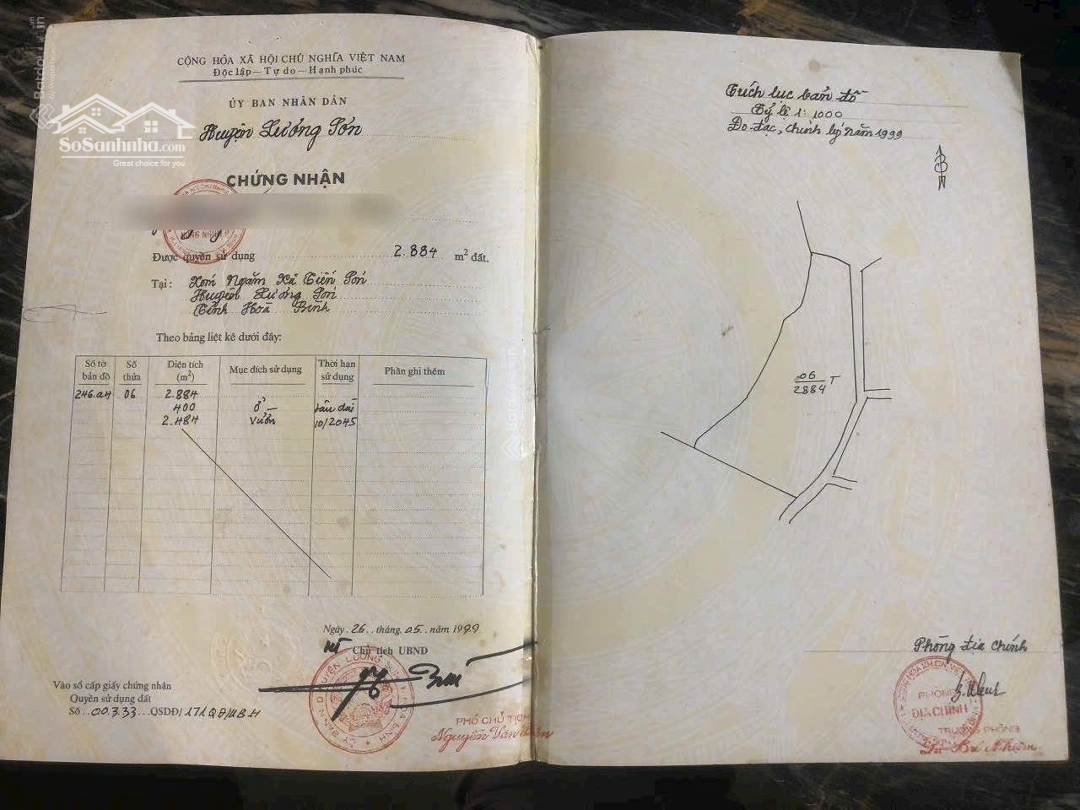 CỘNG HÒA XÃ HỘI CHỦ NGHĨA VIỆT NAM
Độc lập — Tự do — Hạnh phúc
ỦY BAN NHÂN DÂN
Huyện Lương Sơn
SoSanhnha.com
Great choice for you
CHỨNG NHẬN
Được quyền sử dụng 2.884 m² đất.
Tại: Xóm Ngăm Xã Tiến Sơn
Huyện Lương Sơn
Tỉnh Hoà Bình
Theo bảng liệt kê dưới đây:
Số tờ bản đồ Số thửa Diện tích (m²) Mục đích sử dụng Thời hạn sử dụng Phần ghi thêm
246.a4 06 2.884
400 ở lâu dài
2.484 Vườn 10/2045
Ngày 26 tháng 05 năm 1999
Chủ tịch UBND
Vào sổ cấp giấy chứng nhận
Quyền sử dụng đất
Số 00333 QSDĐ/171QĐ/UBH
PHÓ CHỦ TỊCH
Nguyễn Văn
Trích lục bản đồ
Tỷ lệ 1: 1000
Đo đạc, chỉnh lý năm 1999
B
06
2884 T
Phòng địa chính
PHÒNG
ĐỊA CHÍNH
TRƯỞNG PHÒNG